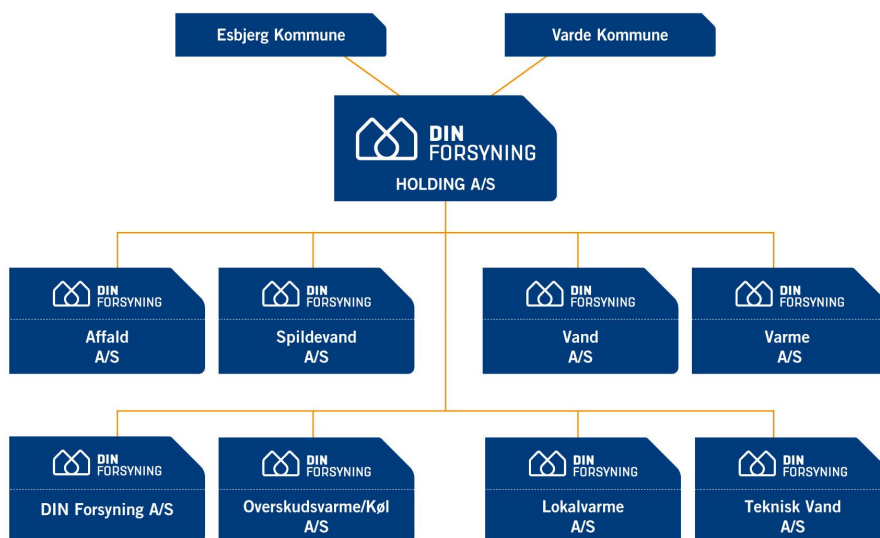 Esbjerg Kommune
Varde Kommune
DIN
FORSYNING
HOLDING A/S
DIN
FORSYNING
Affald
A/S
DIN
FORSYNING
Spildevand
A/S
DIN
FORSYNING
Vand
A/S
DIN
FORSYNING
Varme
A/S
DIN
FORSYNING
DIN Forsyning A/S
DIN
FORSYNING
Overskudsvarme/Køl
A/S
DIN
FORSYNING
Lokalvarme
A/S
DIN
FORSYNING
Teknisk Vand
A/S